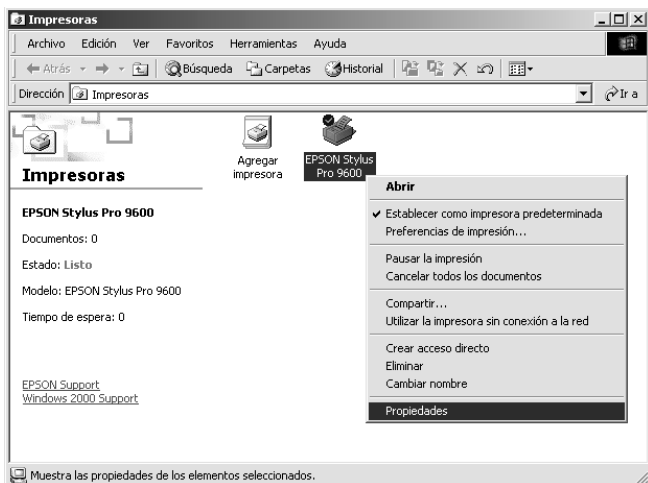 Impresoras
Archivo Edición Ver Favoritos Herramientas Ayuda
Atrás Búsqueda Carpetas Historial
Dirección Impresoras Ir a
Impresoras
EPSON Stylus Pro 9600
Documentos: 0
Estado: Listo
Modelo: EPSON Stylus Pro 9600
Tiempo de espera: 0
EPSON Support
Windows 2000 Support
Agregar
impresora
EPSON Stylus
Pro 9600
Abrir
Establecer como impresora predeterminada
Preferencias de impresión...
Pausar la impresión
Cancelar todos los documentos
Compartir...
Utilizar la impresora sin conexión a la red
Crear acceso directo
Eliminar
Cambiar nombre
Propiedades
Muestra las propiedades de los elementos seleccionados.